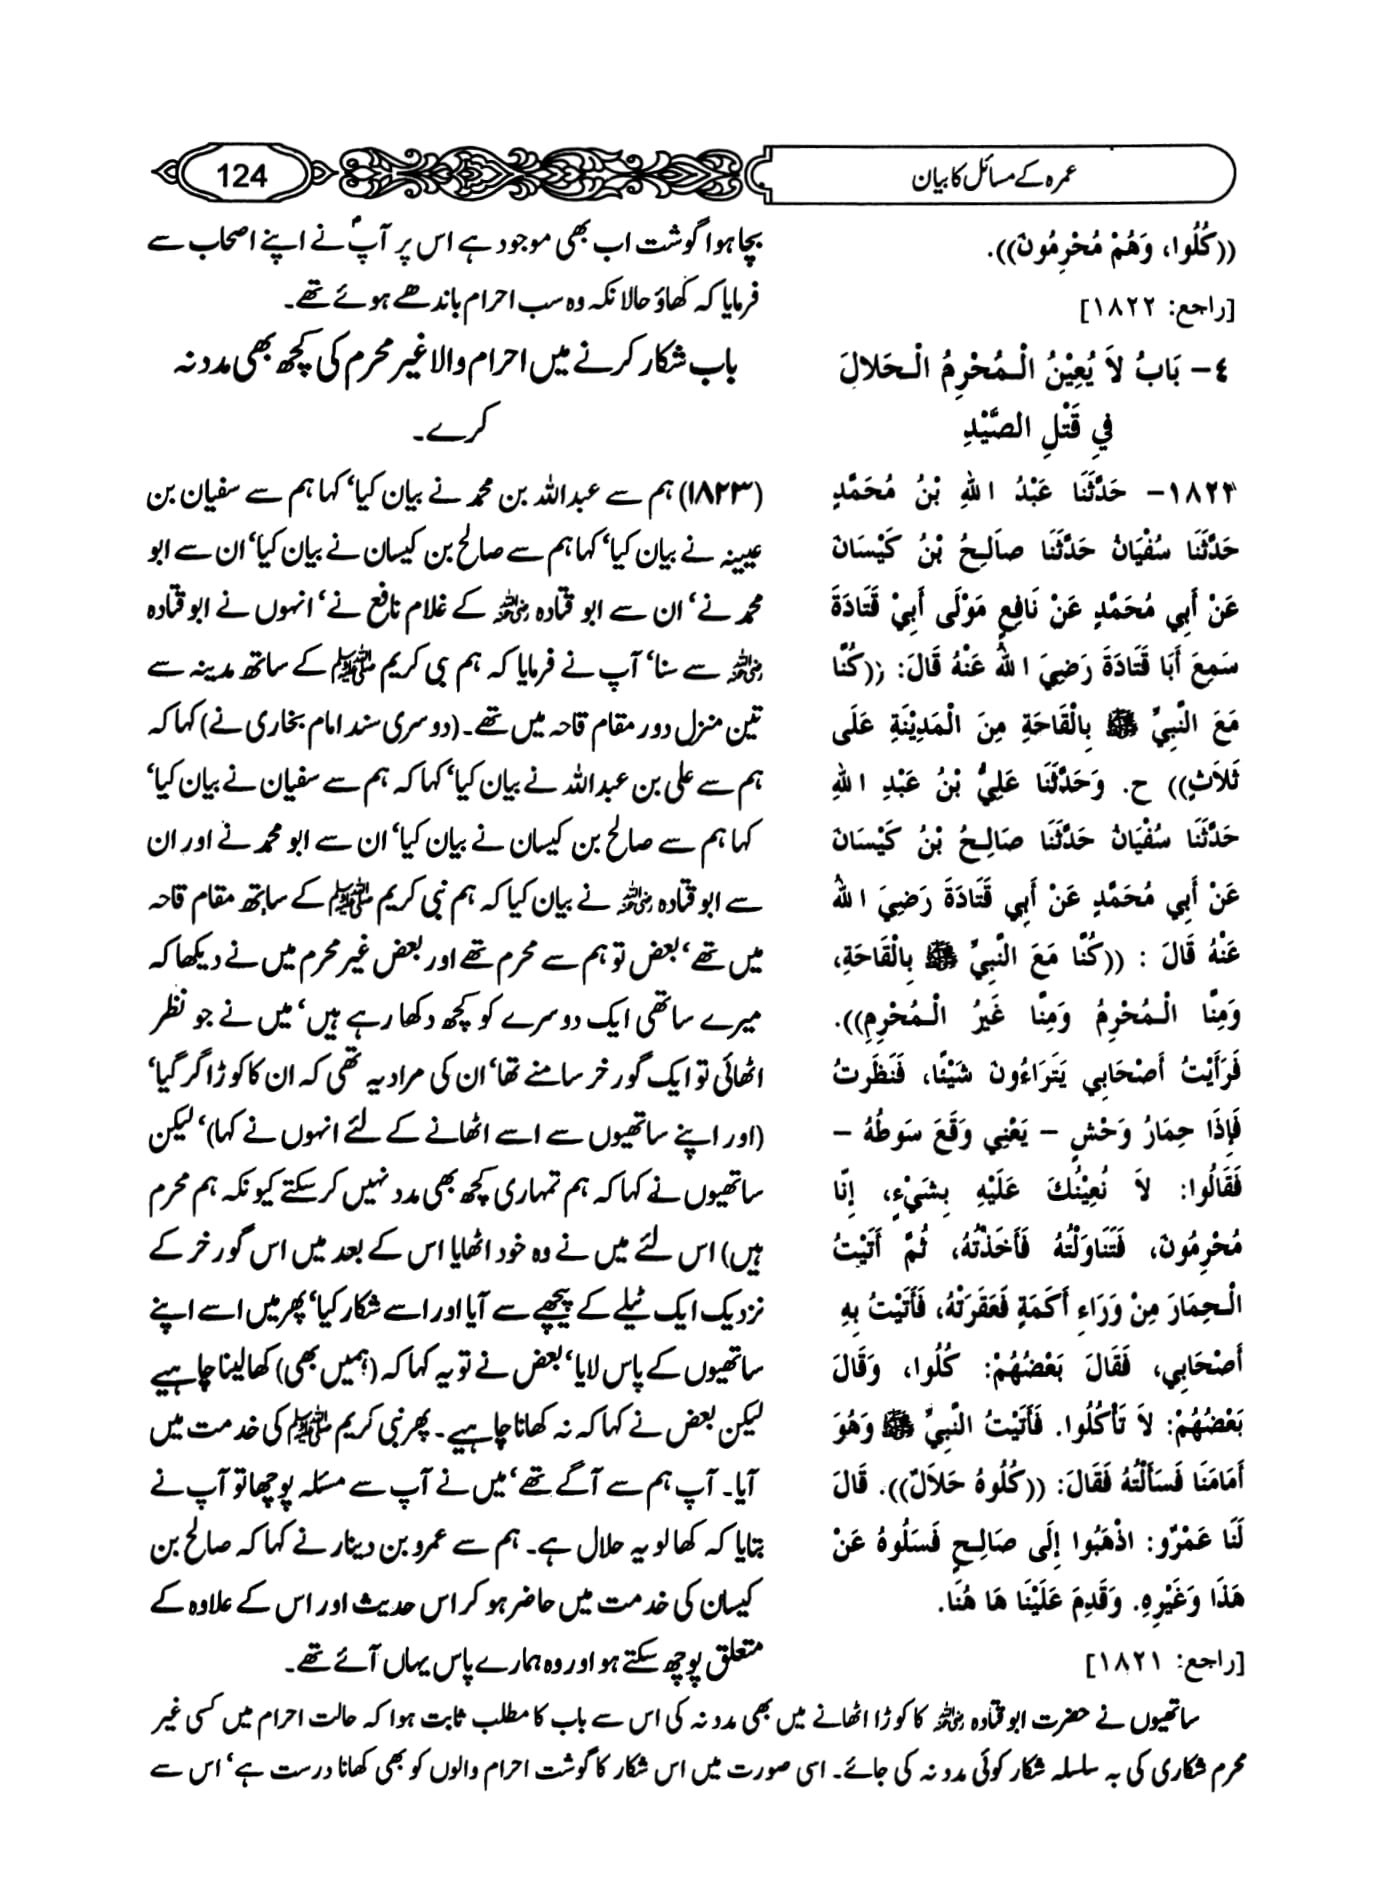 عمرہ کے مسائل کا بیان
124
((كُلُوا، وَهُمْ مُحْرِمُونَ)).
[راجع: ١٨٢٢]
٤- بَابُ لاَ يُعِيْنُ الْـمُحْرِمُ الْـحَلالَ
فِي قَتْلِ الصَّيْدِ
١٨٢٣- حَدَّثَنَا عَبْدُ اللهِ بْنُ مُحَمَّدٍ
حَدَّثَنَا سُفْيَانُ حَدَّثَنَا صَالِحُ بْنُ كَيْسَانَ
عَنْ أَبِي مُحَمَّدٍ عَنْ نَافِعٍ مَوْلَى أَبِيْ قَتَادَةَ
سَمِعَ أَبَا قَتَادَةَ رَضِيَ اللهُ عَنْهُ قَالَ: ((كُنَّا
مَعَ النَّبِيِّ ﷺ بِالْقَاحَةِ مِنَ الْمَدِيْنَةِ عَلَى
ثَلاَثٍ)) ح. وَحَدَّثَنَا عَلِيُّ بْنُ عَبْدِ اللهِ
حَدَّثَنَا سُفْيَانُ حَدَّثَنَا صَالِحُ بْنُ كَيْسَانَ
عَنْ أَبِي مُحَمَّدٍ عَنْ أَبِي قَتَادَةَ رَضِيَ اللهُ
عَنْهُ قَالَ : ((كُنَّا مَعَ النَّبِيِّ ﷺ بِالْقَاحَةِ،
وَمِنَّا الْـمُحْرِمُ وَمِنَّا غَيْرُ الْـمُحْرِمِ)).
فَرَأَيْتُ أَصْحَابِي يَتَرَاءُونَ شَيْئًا، فَنَظَرتُ
فَإِذَا حِمَارُ وَحْشٍ – يَعْنِي وَقَعَ سَوطُهُ –
فَقَالُوا: لاَ نُعِيْنُكَ عَلَيْهِ بِشَيْءٍ، إِنَّا
مُحْرِمُونَ، فَتَنَاوَلْتُهُ فَأَخَذْتُهُ، ثُمَّ أَتَيْتُ
الْـحِمَارَ مِنْ وَرَاءِ أَكَمَةٍ فَعَقَرْتُهُ، فَأَتَيْتُ بِهِ
أَصْحَابِي، فَقَالَ بَعْضُهُمْ: كُلُوا، وَقَالَ
بَعْضُهُمْ: لاَ تَأْكُلُوا. فَأَتَيْتُ النَّبِيَّ ﷺ وَهُوَ
أَمَامَنَا فَسَأَلْتُهُ فَقَالَ: ((كُلُوهُ حَلاَلٌ)). قَالَ
لَنَا عَمْرٌو: اذْهَبُوا إِلَى صَالِحٍ فَسَلُوهُ عَنْ
هَذَا وَغَيْرِهِ. وَقَدِمَ عَلَيْنَا هَا هُنَا.
[راجع: ١٨٢١]
بچا ہوا گوشت اب بھی موجود ہے اس پر آپؐ نے اپنے اصحاب سے
فرمایا کہ کھاؤ حالانکہ وہ سب احرام باندھے ہوئے تھے۔
باب شکار کرنے میں احرام والا غیر محرم کی کچھ بھی مدد نہ
کرے۔
(۱۸۲۳) ہم سے عبداللہ بن محمد نے بیان کیا‘ کہا ہم سے سفیان بن
عیینہ نے بیان کیا‘ کہا ہم سے صالح بن کیسان نے بیان کیا‘ ان سے ابو
محمد نے‘ ان سے ابو قتادہ رضی اللہ عنہ کے غلام نافع نے‘ انہوں نے ابو قتادہ
رضی اللہ عنہ سے سنا‘ آپ نے فرمایا کہ ہم نبی کریم صلی اللہ علیہ وسلم کے ساتھ مدینہ سے
تین منزل دور مقام قاحہ میں تھے۔ (دوسری سند امام بخاری نے) کہا کہ
ہم سے علی بن عبداللہ نے بیان کیا‘ کہا کہ ہم سے سفیان نے بیان کیا‘
کہا ہم سے صالح بن کیسان نے بیان کیا‘ ان سے ابو محمد نے اور ان
سے ابو قتادہ رضی اللہ عنہ نے بیان کیا کہ ہم نبی کریم صلی اللہ علیہ وسلم کے ساتھ مقام قاحہ
میں تھے‘ بعض تو ہم سے محرم تھے اور بعض غیر محرم میں نے دیکھا کہ
میرے ساتھی ایک دوسرے کو کچھ دکھا رہے ہیں‘ میں نے جو نظر
اٹھائی تو ایک گورخر سامنے تھا‘ ان کی مراد یہ تھی کہ ان کا کوڑا گر گیا‘
(اور اپنے ساتھیوں سے اسے اٹھانے کے لئے انہوں نے کہا)‘ لیکن
ساتھیوں نے کہا کہ ہم تمہاری کچھ بھی مدد نہیں کر سکتے کیونکہ ہم محرم
ہیں) اس لئے میں نے وہ خود اٹھایا اس کے بعد میں اس گورخر کے
نزدیک ایک ٹیلے کے پیچھے سے آیا اور اسے شکار کیا‘ پھر میں اسے اپنے
ساتھیوں کے پاس لایا‘ بعض نے تو یہ کہا کہ (ہمیں بھی) کھا لینا چاہیے
لیکن بعض نے کہا کہ نہ کھانا چاہیے۔ پھر نبی کریم صلی اللہ علیہ وسلم کی خدمت میں
آیا۔ آپ ہم سے آگے تھے‘ میں نے آپ سے مسئلہ پوچھا تو آپ نے
بتایا کہ کھا لو یہ حلال ہے۔ ہم سے عمرو بن دینار نے کہا کہ صالح بن
کیسان کی خدمت میں حاضر ہو کر اس حدیث اور اس کے علاوہ کے
متعلق پوچھ سکتے ہو اور وہ ہمارے پاس یہاں آئے تھے۔
ساتھیوں نے حضرت ابو قتادہ رضی اللہ عنہ کا کوڑا اٹھانے میں بھی مدد نہ کی اس سے باب کا مطلب ثابت ہوا کہ حالت احرام میں کسی غیر
محرم شکاری کی بہ سلسلہ شکار کوئی مدد نہ کی جائے۔ اسی صورت میں اس شکار کا گوشت احرام والوں کو بھی کھانا درست ہے‘ اس سے